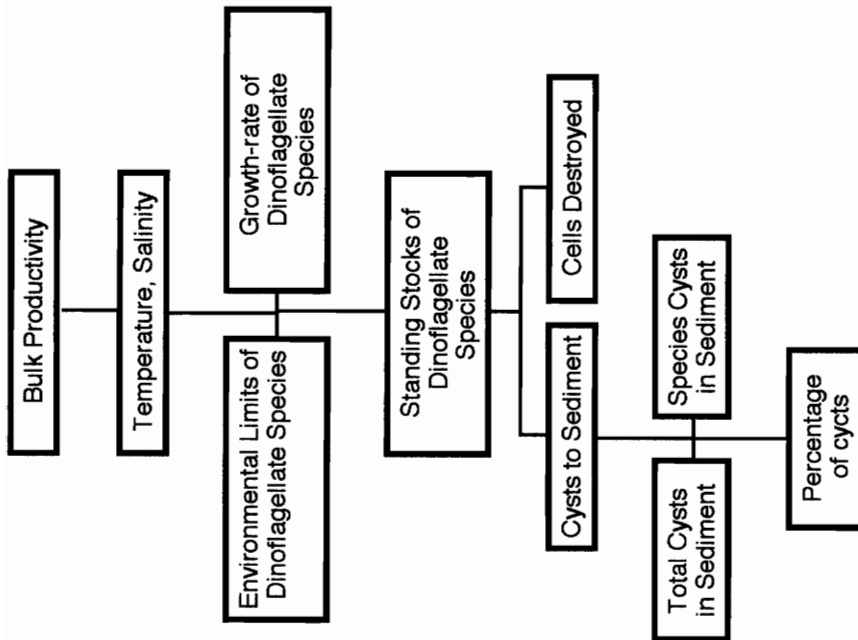 Bulk Productivity
Temperature, Salinity
Environmental Limits of
Dinoflagellate Species
Growth-rate of
Dinoflagellate
Species
Standing Stocks of
Dinoflagellate
Species
Cysts to Sediment
Cells Destroyed
Total Cysts
in Sediment
Species Cysts
in Sediment
Percentage
of cycts